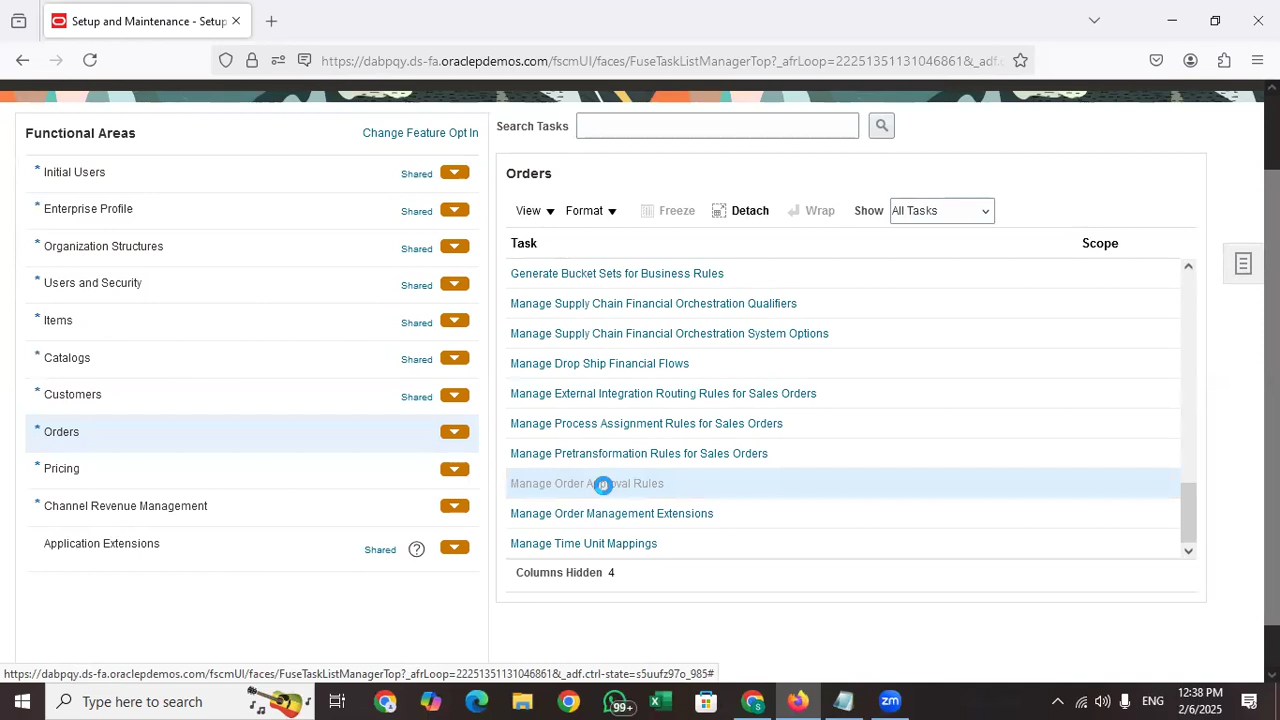 Setup and Maintenance - Setup
https://dabpqy.ds-fa.oraclepdemos.com/fscmUI/faces/FuseTaskListManagerTop?_afrLoop=22251351131046861&_adf.c
Functional Areas
Change Feature Opt In
* Initial Users Shared
* Enterprise Profile Shared
* Organization Structures Shared
* Users and Security Shared
* Items Shared
* Catalogs Shared
* Customers Shared
* Orders
* Pricing
* Channel Revenue Management
Application Extensions Shared ?
Search Tasks
Orders
View Format Freeze Detach Wrap Show All Tasks
Task Scope
Generate Bucket Sets for Business Rules
Manage Supply Chain Financial Orchestration Qualifiers
Manage Supply Chain Financial Orchestration System Options
Manage Drop Ship Financial Flows
Manage External Integration Routing Rules for Sales Orders
Manage Process Assignment Rules for Sales Orders
Manage Pretransformation Rules for Sales Orders
Manage Order Approval Rules
Manage Order Management Extensions
Manage Time Unit Mappings
Columns Hidden 4
https://dabpqy.ds-fa.oraclepdemos.com/fscmUI/faces/FuseTaskListManagerTop?_afrLoop=22251351131046861&_adf.ctrl-state=s5uufz97o_985#
Type here to search
99+
ENG
12:38 PM
2/6/2025